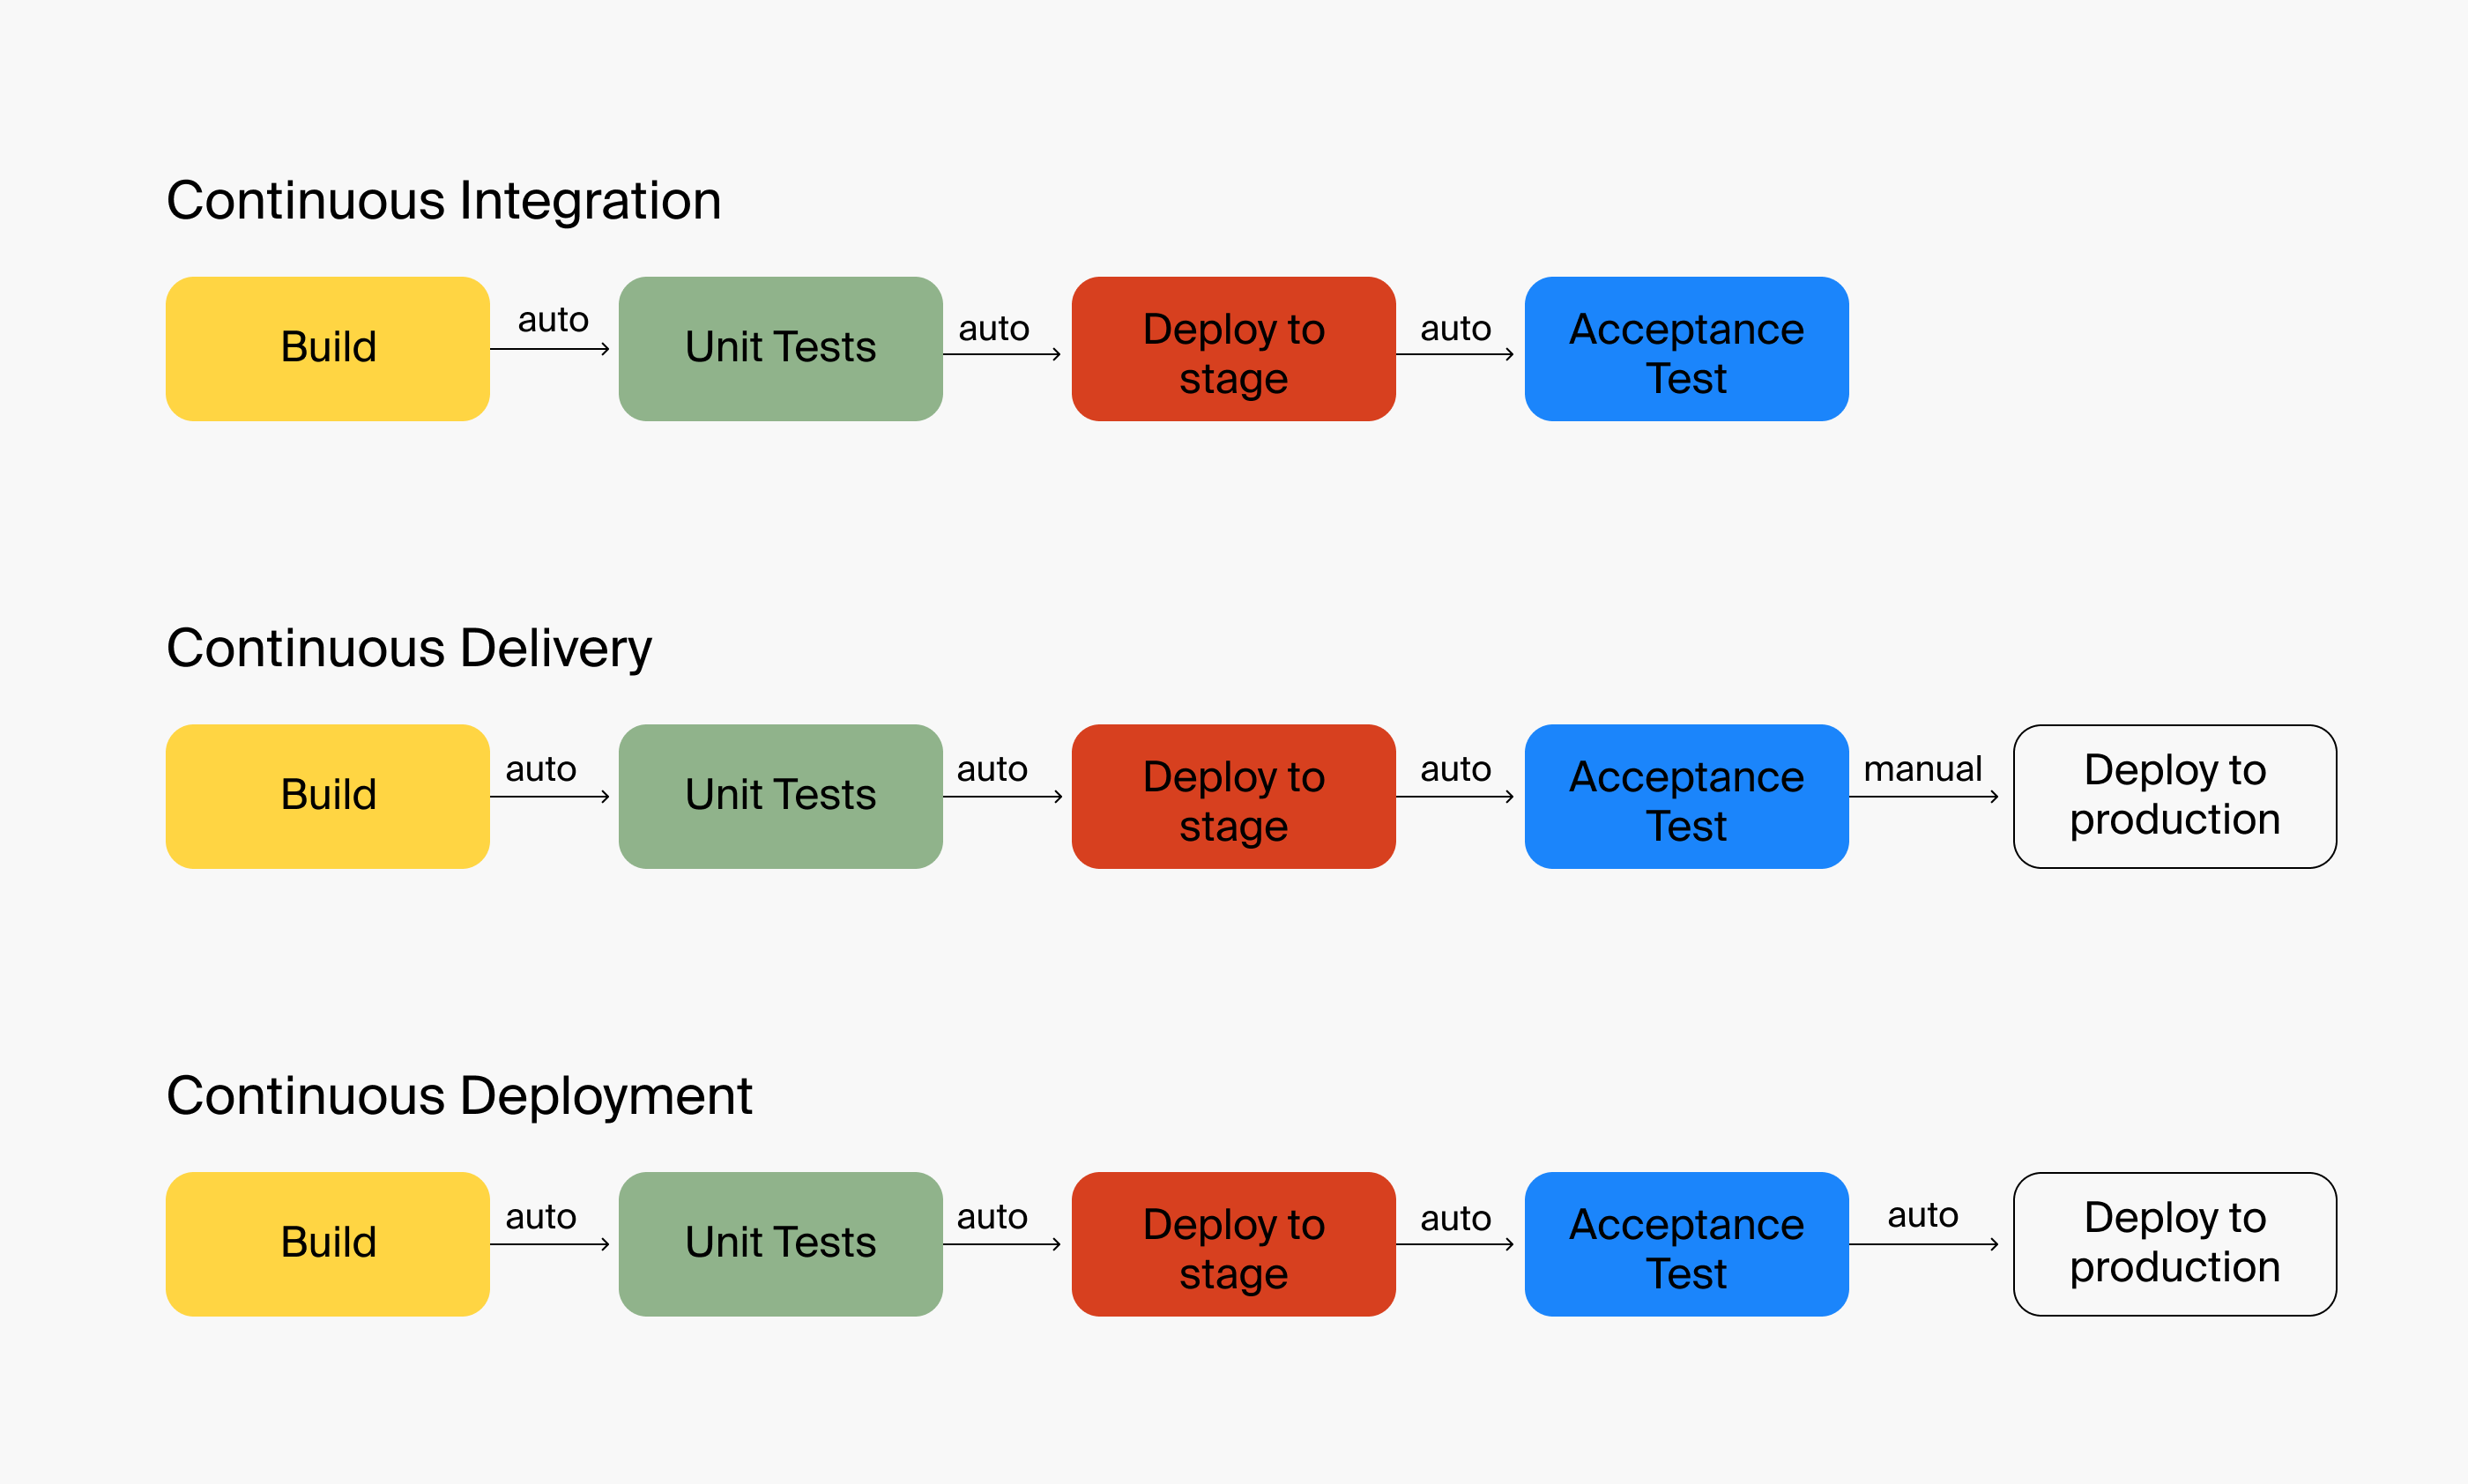 Continuous Integration
Build
auto
Unit Tests
auto
Deploy to
stage
auto
Acceptance
Test
Continuous Delivery
Build
auto
Unit Tests
auto
Deploy to
stage
auto
Acceptance
Test
manual
Deploy to
production
Continuous Deployment
Build
auto
Unit Tests
auto
Deploy to
stage
auto
Acceptance
Test
auto
Deploy to
production